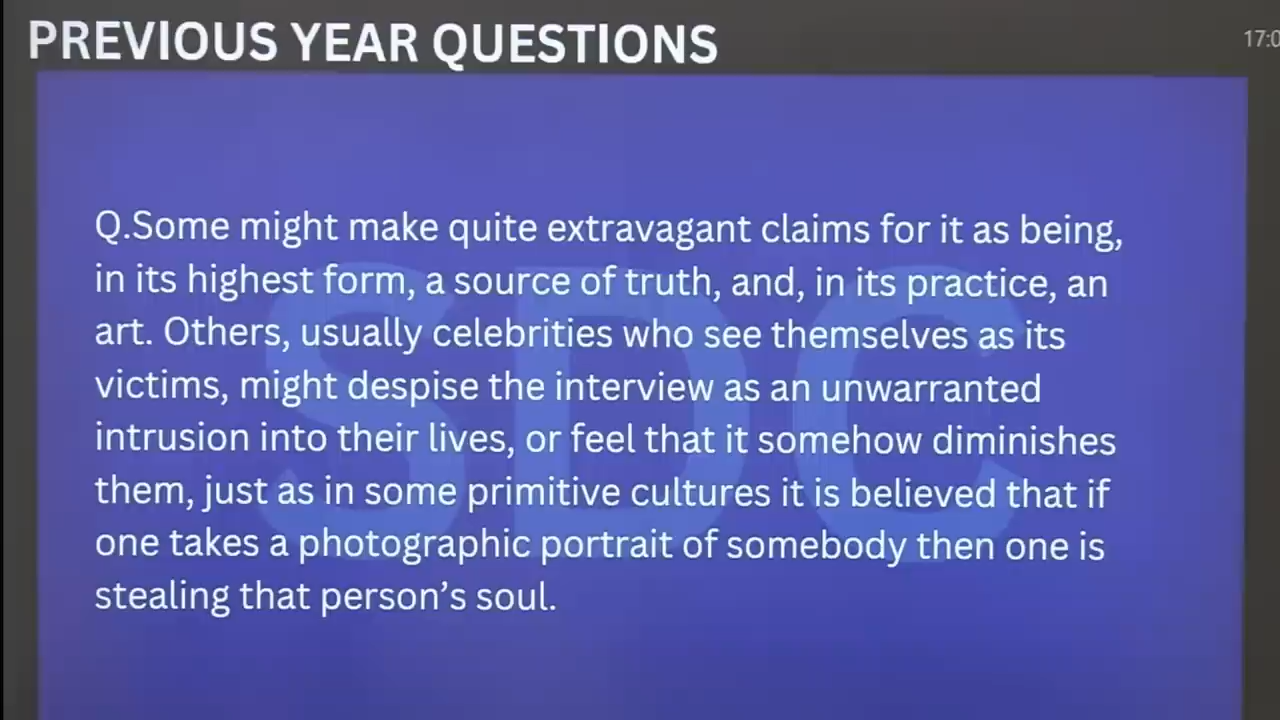 PREVIOUS YEAR QUESTIONS
17:0
Q.Some might make quite extravagant claims for it as being,
in its highest form, a source of truth, and, in its practice, an
art. Others, usually celebrities who see themselves as its
victims, might despise the interview as an unwarranted
intrusion into their lives, or feel that it somehow diminishes
them, just as in some primitive cultures it is believed that if
one takes a photographic portrait of somebody then one is
stealing that person’s soul.
SDC